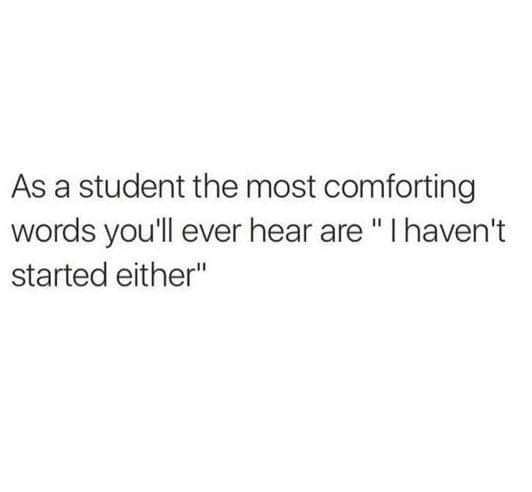 As a student the most comforting
words you'll ever hear are " I haven't
started either"